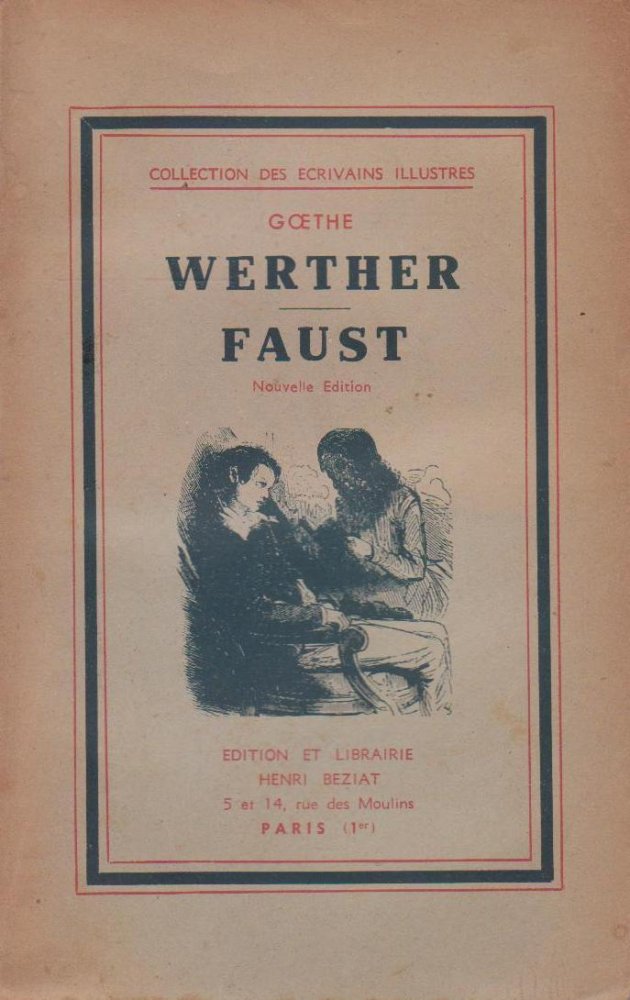 COLLECTION DES ECRIVAINS ILLUSTRES
GŒTHE
WERTHER
FAUST
Nouvelle Edition
EDITION ET LIBRAIRIE
HENRI BEZIAT
5 et 14, rue des Moulins
PARIS (1er)